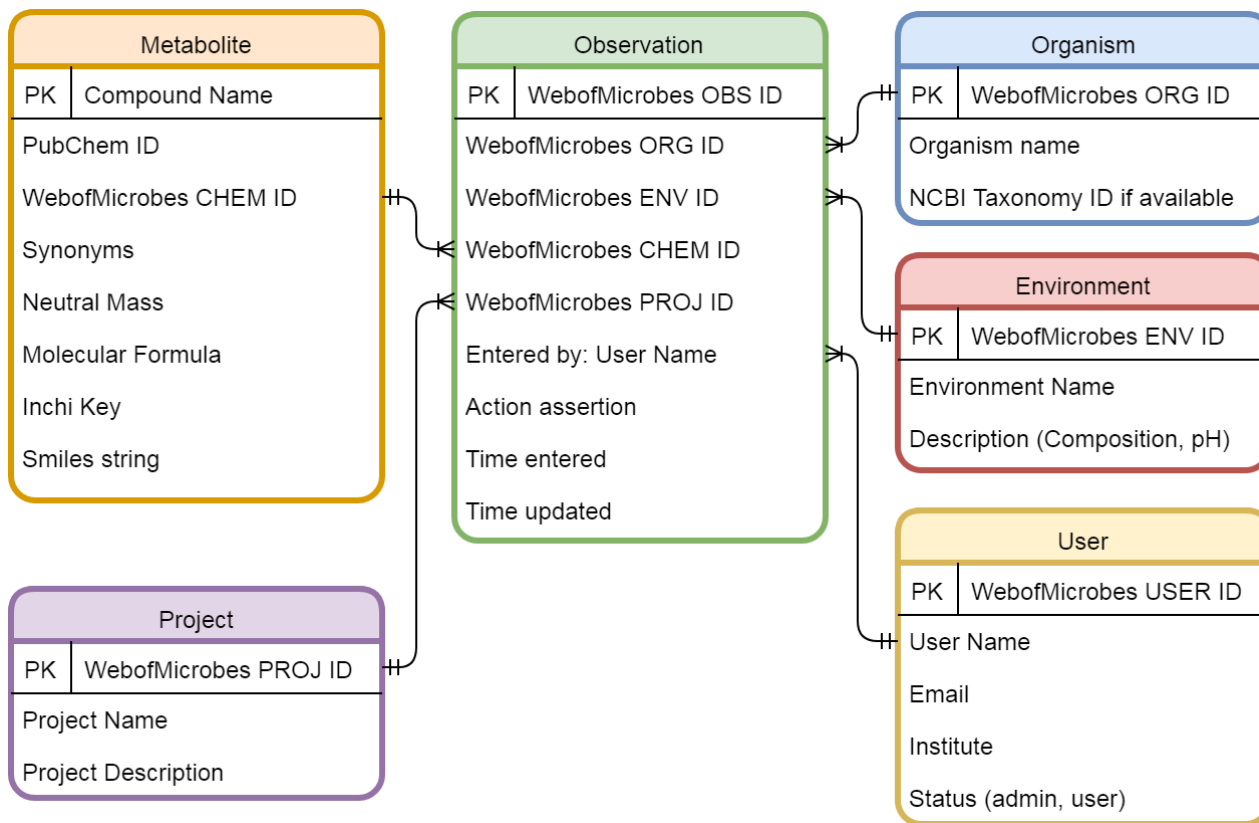 Metabolite
PK Compound Name
PubChem ID
WebofMicrobes CHEM ID
Synonyms
Neutral Mass
Molecular Formula
Inchi Key
Smiles string
Project
PK WebofMicrobes PROJ ID
Project Name
Project Description
Observation
PK WebofMicrobes OBS ID
WebofMicrobes ORG ID
WebofMicrobes ENV ID
WebofMicrobes CHEM ID
WebofMicrobes PROJ ID
Entered by: User Name
Action assertion
Time entered
Time updated
Organism
PK WebofMicrobes ORG ID
Organism name
NCBI Taxonomy ID if available
Environment
PK WebofMicrobes ENV ID
Environment Name
Description (Composition, pH)
User
PK WebofMicrobes USER ID
User Name
Email
Institute
Status (admin, user)